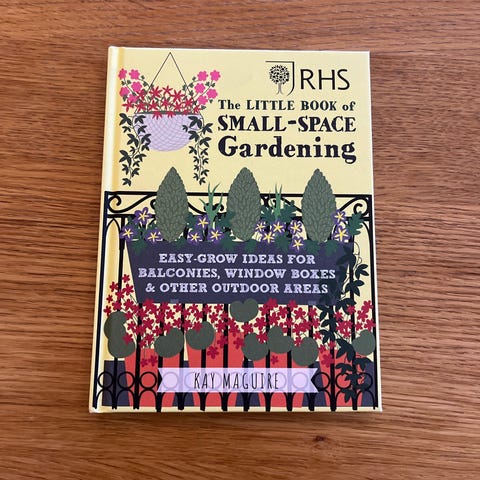 RHS
The LITTLE BOOK of
SMALL-SPACE
Gardening
EASY-GROW IDEAS FOR
BALCONIES, WINDOW BOXES
& OTHER OUTDOOR AREAS
KAY MAGUIRE